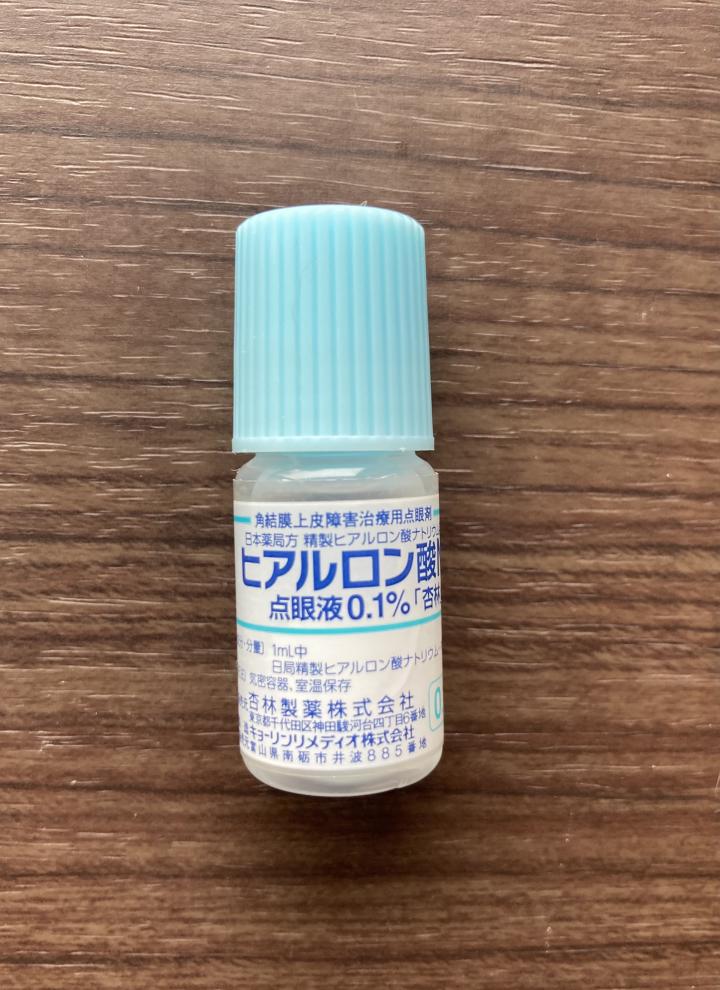 角結膜上皮障害治療用点眼剤
日本薬局方 精製ヒアルロン酸ナトリウム
ヒアルロン酸
点眼液0.1%「杏林
分・分量〕 1mL中
日局精製ヒアルロン酸ナトリウム
気密容器、室温保存
杏林製薬株式会社
東京都千代田区神田駿河台四丁目6番地
キョーリンリメディオ株式会社
富山県南砺市井波885番地
0